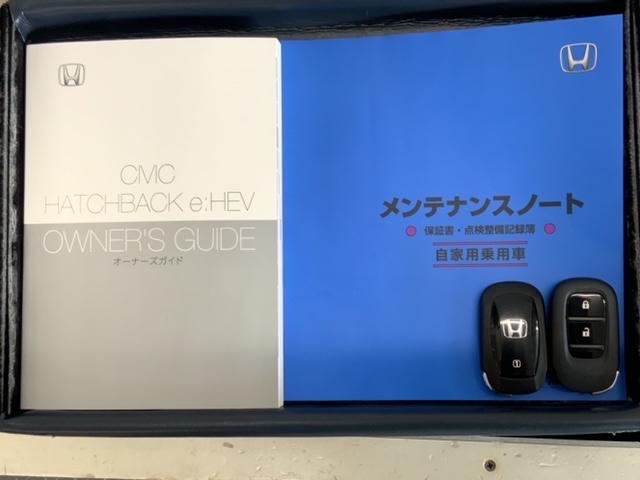 CIVIC
HATCHBACK e:HEV
OWNER'S GUIDE
オーナーズガイド
メンテナンスノート
保証書・点検整備記録簿
自家用乗用車
1